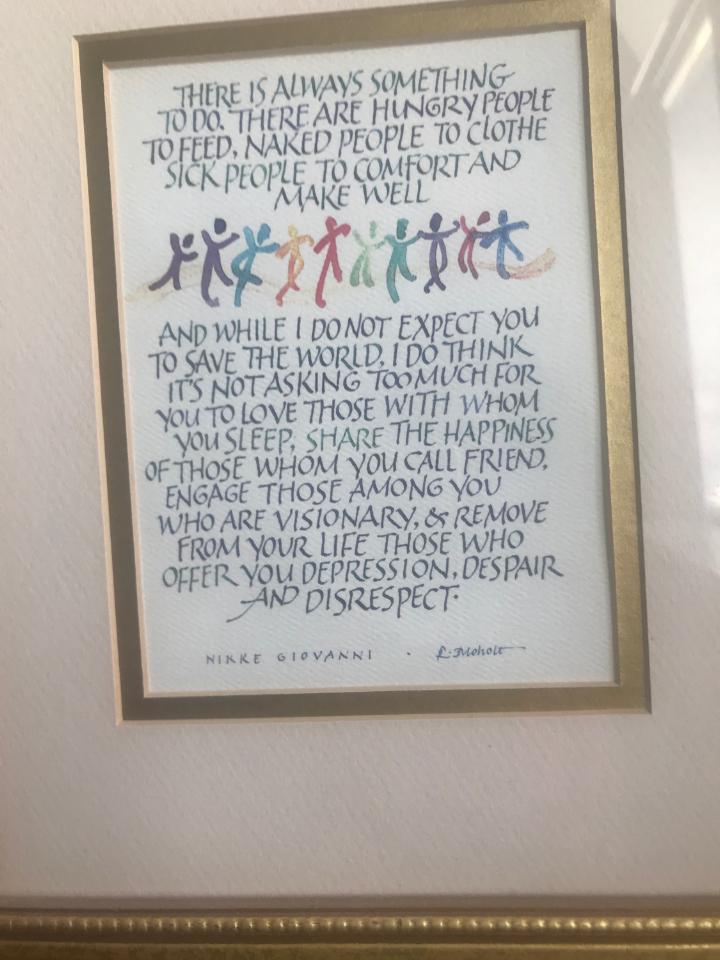 THERE IS ALWAYS SOMETHING
TO DO. THERE ARE HUNGRY PEOPLE
TO FEED, NAKED PEOPLE TO CLOTHE
SICK PEOPLE TO COMFORT AND
MAKE WELL
AND WHILE I DO NOT EXPECT YOU
TO SAVE THE WORLD, I DO THINK
IT'S NOT ASKING TOO MUCH FOR
YOU TO LOVE THOSE WITH WHOM
YOU SLEEP, SHARE THE HAPPINESS
OF THOSE WHOM YOU CALL FRIEND,
ENGAGE THOSE AMONG YOU
WHO ARE VISIONARY, & REMOVE
FROM YOUR LIFE THOSE WHO
OFFER YOU DEPRESSION, DESPAIR
AND DISRESPECT.
NIKKE GIOVANNI · R. Moholt